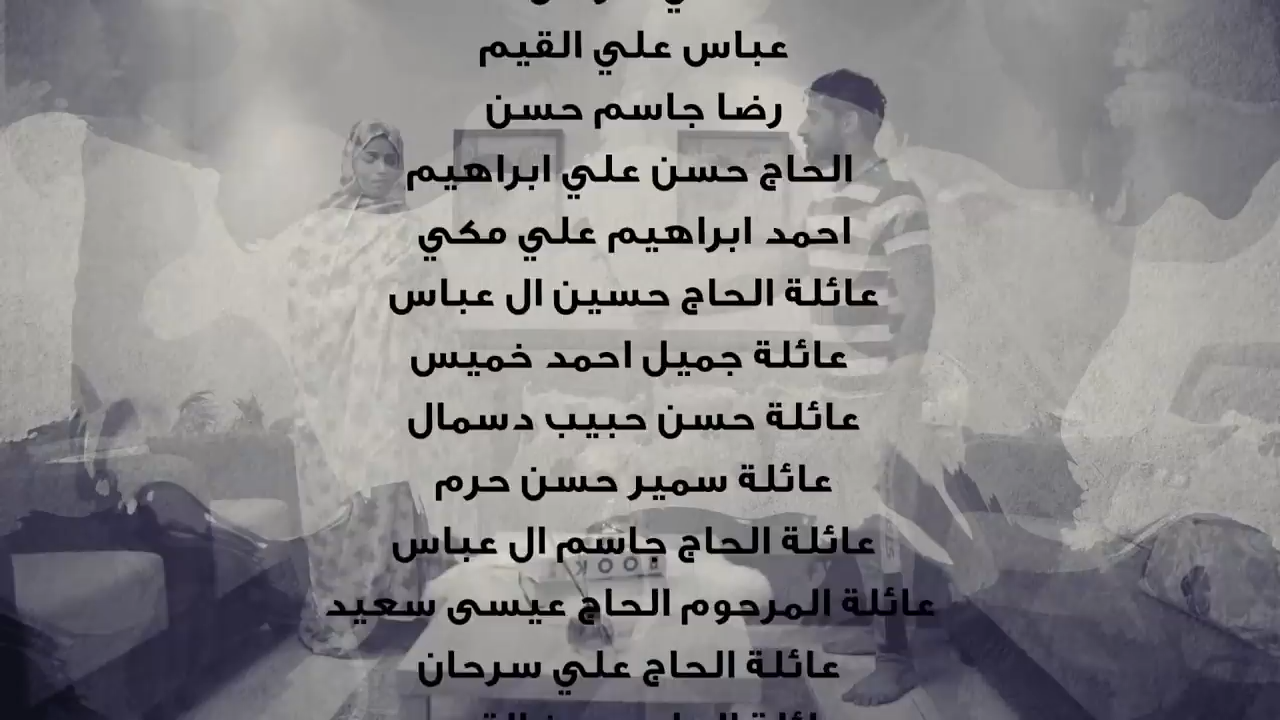 عباس علي القيم
رضا جاسم حسن
الحاج حسن علي ابراهيم
احمد ابراهيم علي مكي
عائلة الحاج حسين ال عباس
عائلة جميل احمد خميس
عائلة حسن حبيب دسمال
عائلة سمير حسن حرم
عائلة الحاج جاسم ال عباس
عائلة المرحوم الحاج عيسى سعيد
عائلة الحاج علي سرحان